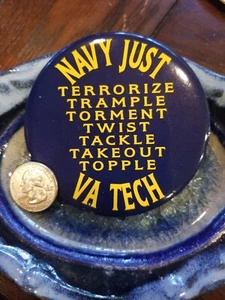 NAVY JUST
TERRORIZE
TRAMPLE
TORMENT
TWIST
TACKLE
TAKEOUT
TOPPLE
VA TECH